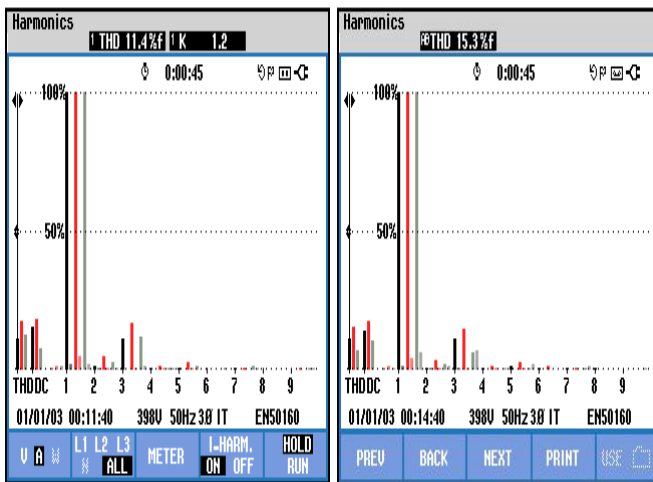 Harmonics
1 THD 11.4%f 1 K 1.2
0:00:45
100%
50%
THDDC 1 2 3 4 5 6 7 8 9
01/01/03 00:11:40 398V 50Hz 3Ø IT EN50160
V A W
L1 L2 L3
N ALL
METER
I-HARM.
ON OFF
HOLD
RUN
Harmonics
AB THD 15.3%f
0:00:45
100%
50%
THDDC 1 2 3 4 5 6 7 8 9
01/01/03 00:14:40 398V 50Hz 3Ø IT EN50160
PREV
BACK
NEXT
PRINT
USE